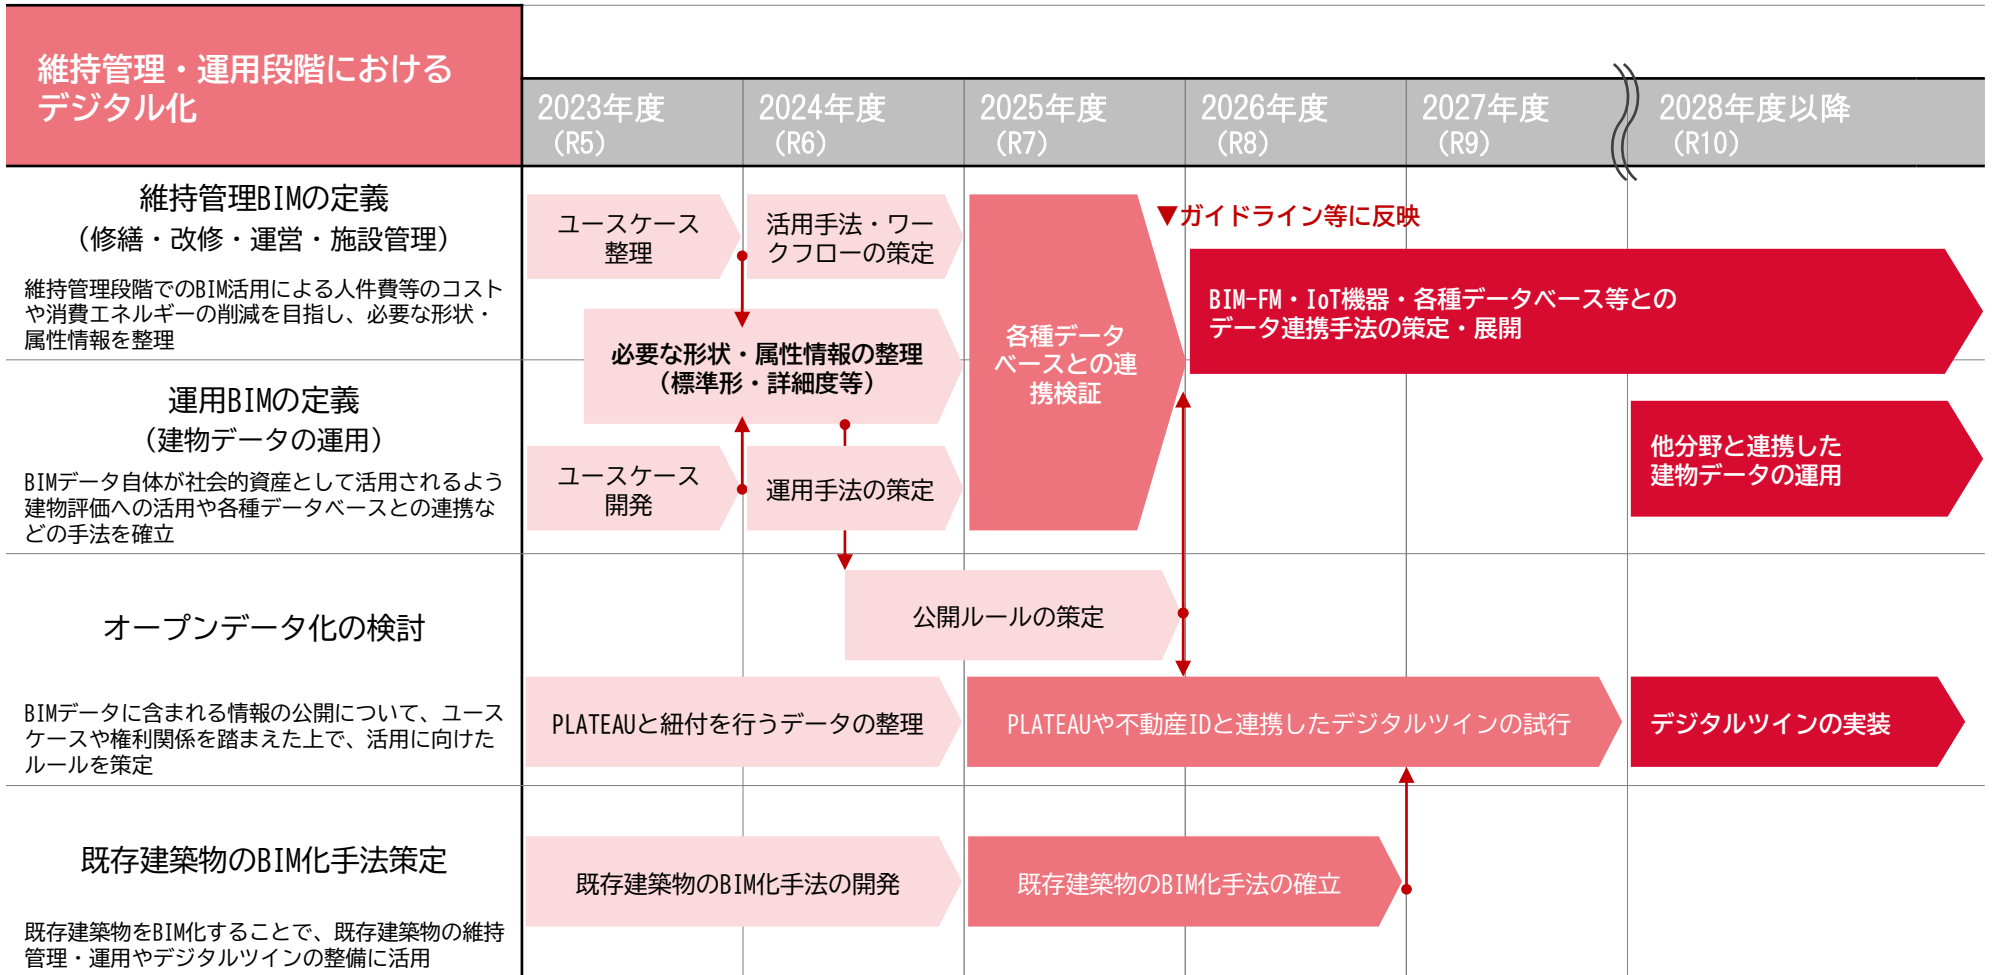 維持管理・運用段階における
デジタル化
2023年度
（R5）
2024年度
（R6）
2025年度
（R7）
2026年度
（R8）
2027年度
（R9）
2028年度以降
（R10）
維持管理BIMの定義
（修繕・改修・運営・施設管理）
維持管理段階でのBIM活用による人件費等のコスト
や消費エネルギーの削減を目指し、必要な形状・
属性情報を整理
ユースケース
整理
活用手法・ワー
クフローの策定
▼ガイドライン等に反映
BIM-FM・IoT機器・各種データベース等との
データ連携手法の策定・展開
必要な形状・属性情報の整理
（標準形・詳細度等）
各種データ
ベースとの連
携検証
運用BIMの定義
（建物データの運用）
BIMデータ自体が社会的資産として活用されるよう
建物評価への活用や各種データベースとの連携な
どの手法を確立
ユースケース
開発
運用手法の策定
他分野と連携した
建物データの運用
オープンデータ化の検討
BIMデータに含まれる情報の公開について、ユース
ケースや権利関係を踏まえた上で、活用に向けた
ルールを策定
公開ルールの策定
PLATEAUと紐付を行うデータの整理
PLATEAUや不動産IDと連携したデジタルツインの試行
デジタルツインの実装
既存建築物のBIM化手法策定
既存建築物をBIM化することで、既存建築物の維持
管理・運用やデジタルツインの整備に活用
既存建築物のBIM化手法の開発
既存建築物のBIM化手法の確立